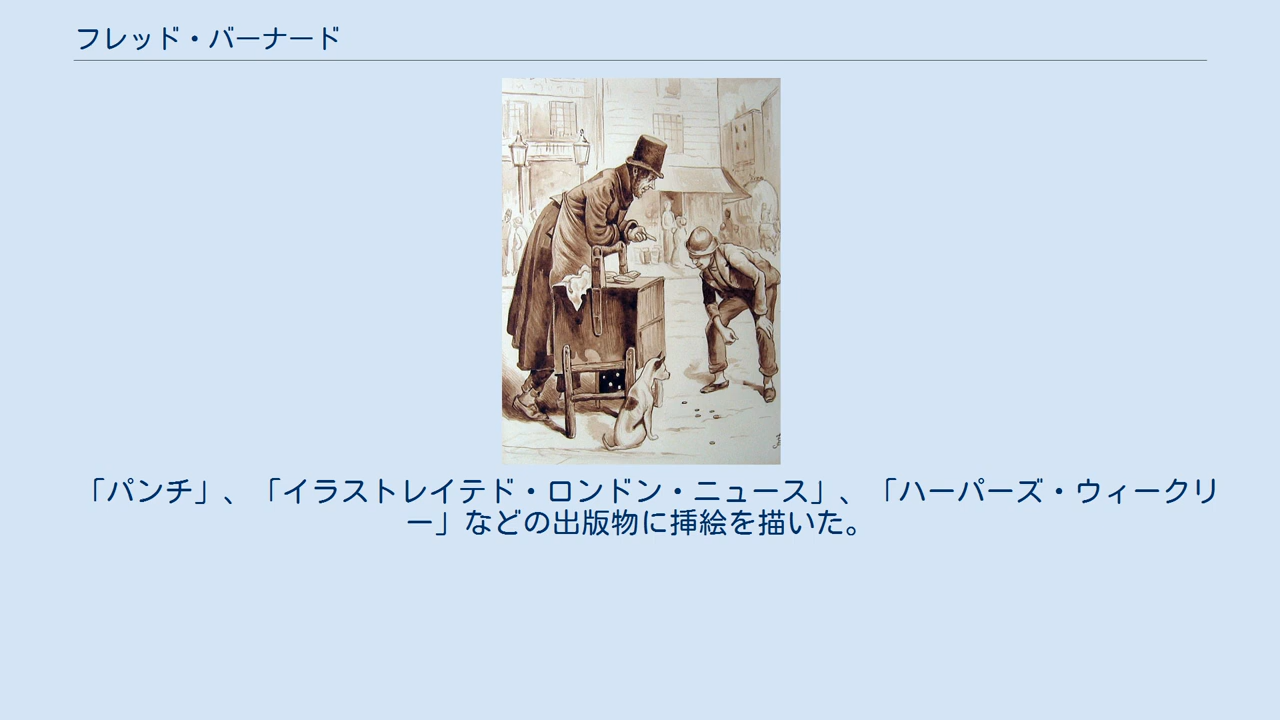 フレッド・バーナード
「パンチ」、「イラストレイテド・ロンドン・ニュース」、「ハーパーズ・ウィークリ
ー」などの出版物に挿絵を描いた。